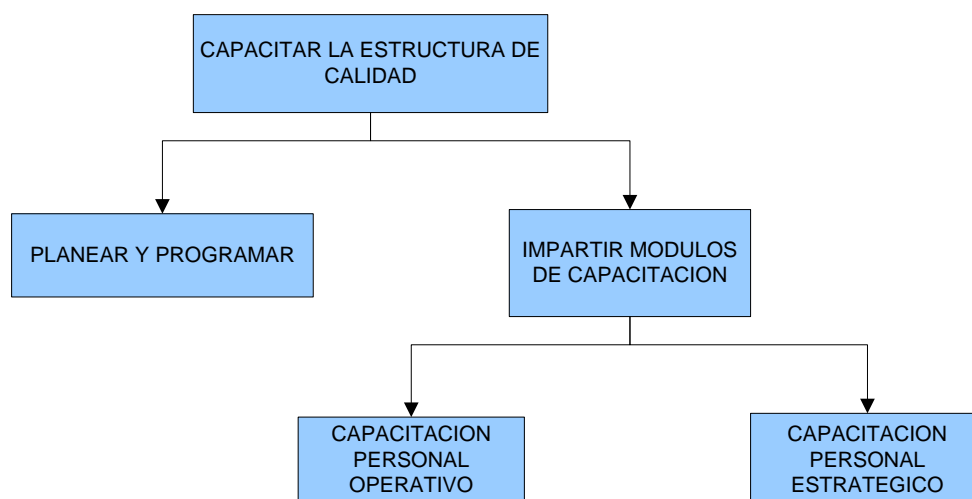 CAPACITAR LA ESTRUCTURA DE
CALIDAD
PLANEAR Y PROGRAMAR
IMPARTIR MODULOS
DE CAPACITACION
CAPACITACION
PERSONAL
OPERATIVO
CAPACITACION
PERSONAL
ESTRATEGICO